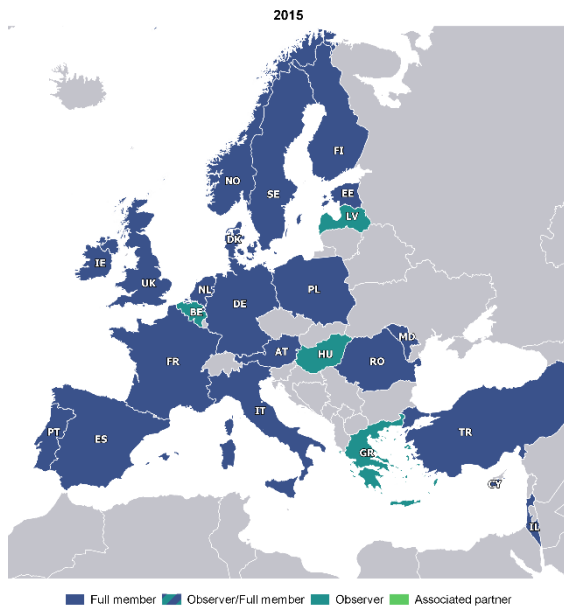 2015
FI
NO
SE
EE
LV
DK
IE
UK
NL
BE
DE
PL
FR
AT
HU
MD
RO
IT
PT
ES
GR
TR
CY
IL
Full member Observer/Full member Observer Associated partner